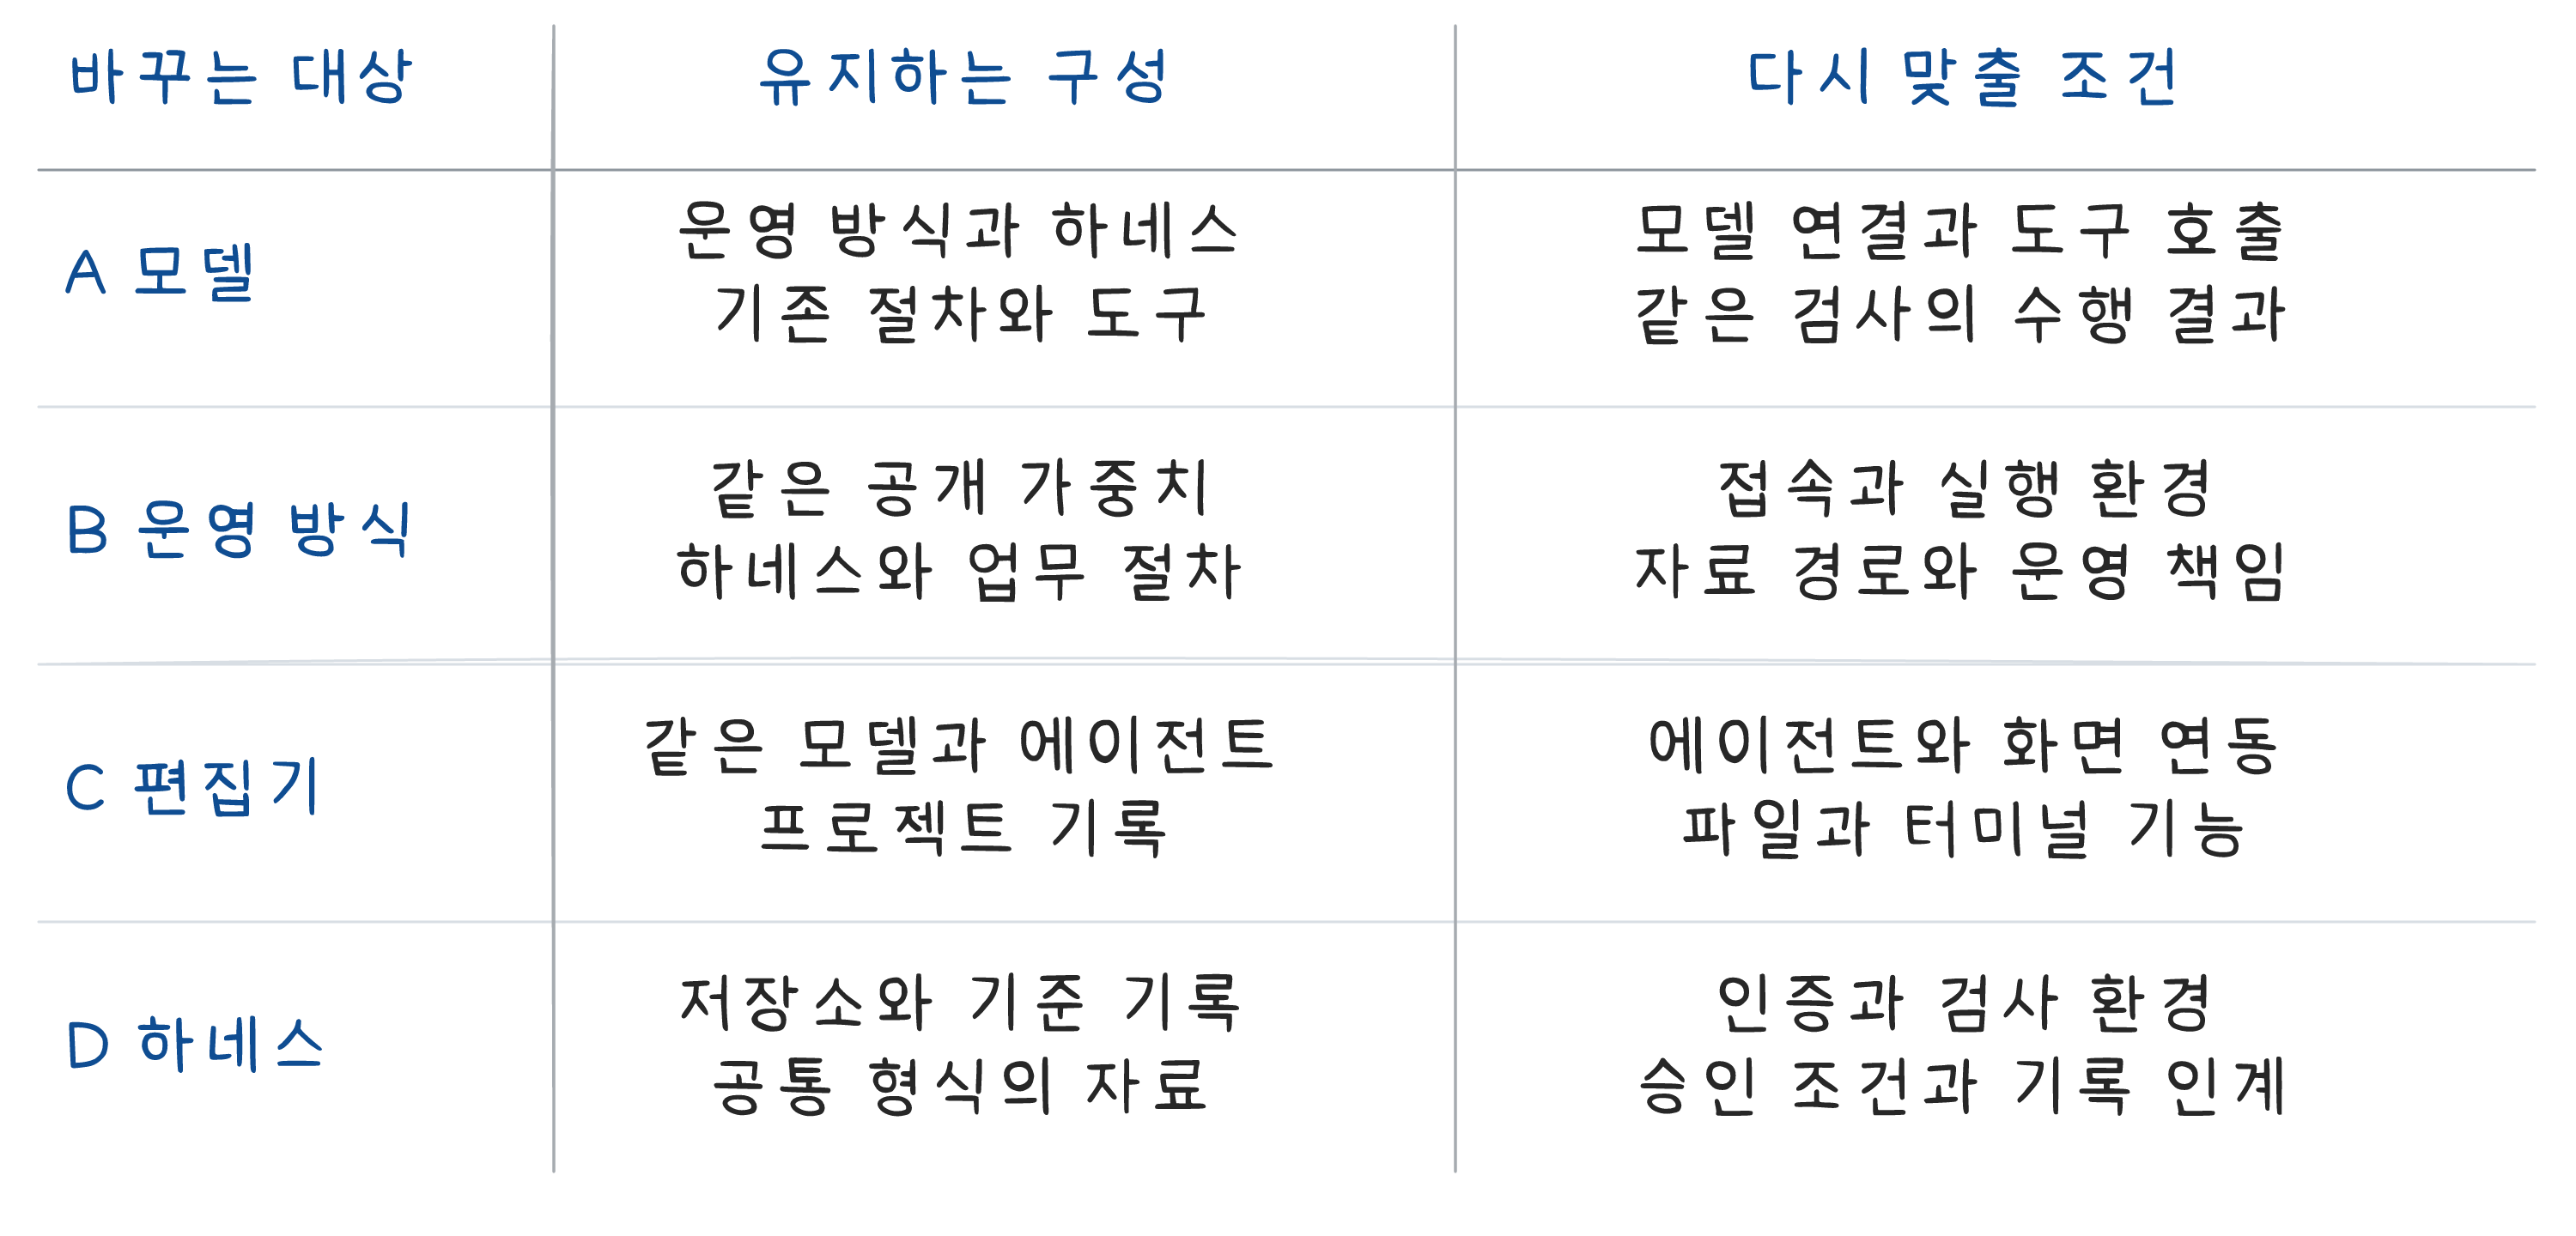 바꾸는 대상
유지하는 구성
다시 맞출 조건
A 모델
운영 방식과 하네스
기존 절차와 도구
모델 연결과 도구 호출
같은 검사의 수행 결과
B 운영 방식
같은 공개 가중치
하네스와 업무 절차
접속과 실행 환경
자료 경로와 운영 책임
C 편집기
같은 모델과 에이전트
프로젝트 기록
에이전트와 화면 연동
파일과 터미널 기능
D 하네스
저장소와 기준 기록
공통 형식의 자료
인증과 검사 환경
승인 조건과 기록 인계